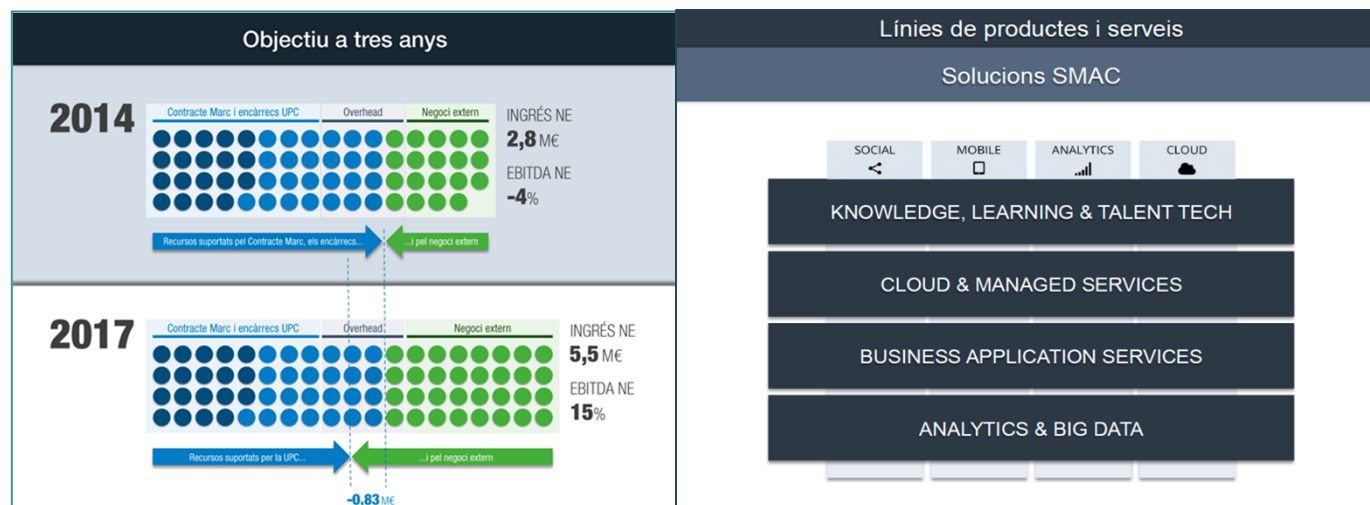 Objectiu a tres anys
2014
Contracte Marc i encàrrecs UPC
Overhead
Negoci extern
INGRÉS NE
2,8 M€
EBITDA NE
-4%
Recursos suportats pel Contracte Marc, els encàrrecs...
...i pel negoci extern
2017
Contracte Marc i encàrrecs UPC
Overhead
Negoci extern
INGRÉS NE
5,5 M€
EBITDA NE
15%
Recursos suportats per la UPC...
...i pel negoci extern
-0,83 M€
Línies de productes i serveis
Solucions SMAC
SOCIAL
MOBILE
ANALYTICS
CLOUD
KNOWLEDGE, LEARNING & TALENT TECH
CLOUD & MANAGED SERVICES
BUSINESS APPLICATION SERVICES
ANALYTICS & BIG DATA